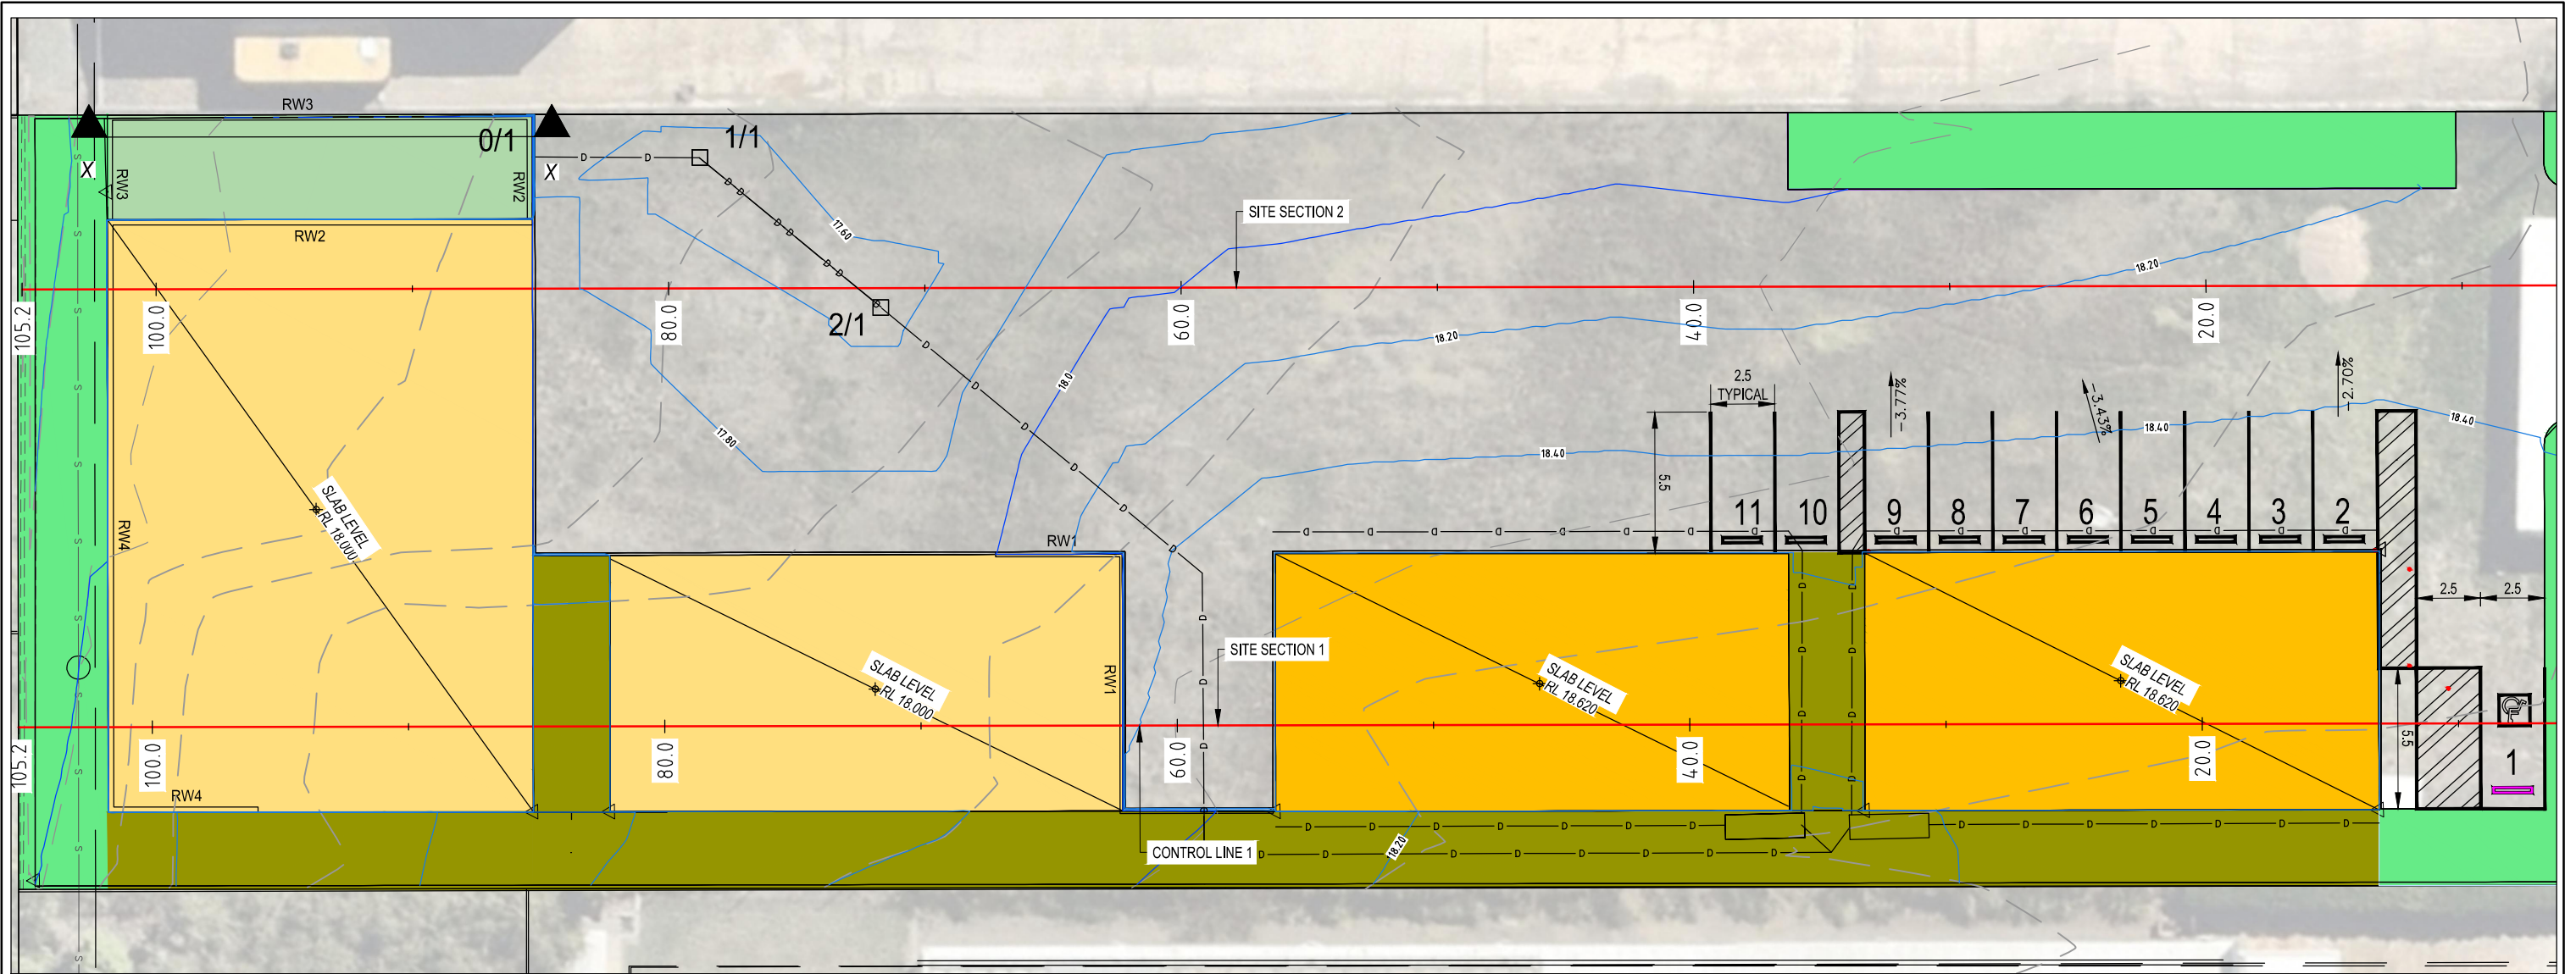 RW3
0/1
1/1
X
X
RW3
RW2
SITE SECTION 2
17.60
RW2
18.20
105.2
100.0
80.0
60.0
40.0
20.0
2/1
18.20
18.0
2.5
TYPICAL
-3.77%
-3.43%
-2.70%
17.80
18.40
18.40
18.40
5.5
11
10
9
8
7
6
5
4
3
2
SLAB LEVEL
RL 18.000
RW4
RW1
2.5
2.5
SITE SECTION 1
RW1
SLAB LEVEL
RL 18.000
SLAB LEVEL
RL 18.620
SLAB LEVEL
RL 18.620
105.2
100.0
80.0
60.0
40.0
20.0
5.5
1
RW4
CONTROL LINE 1
18.20